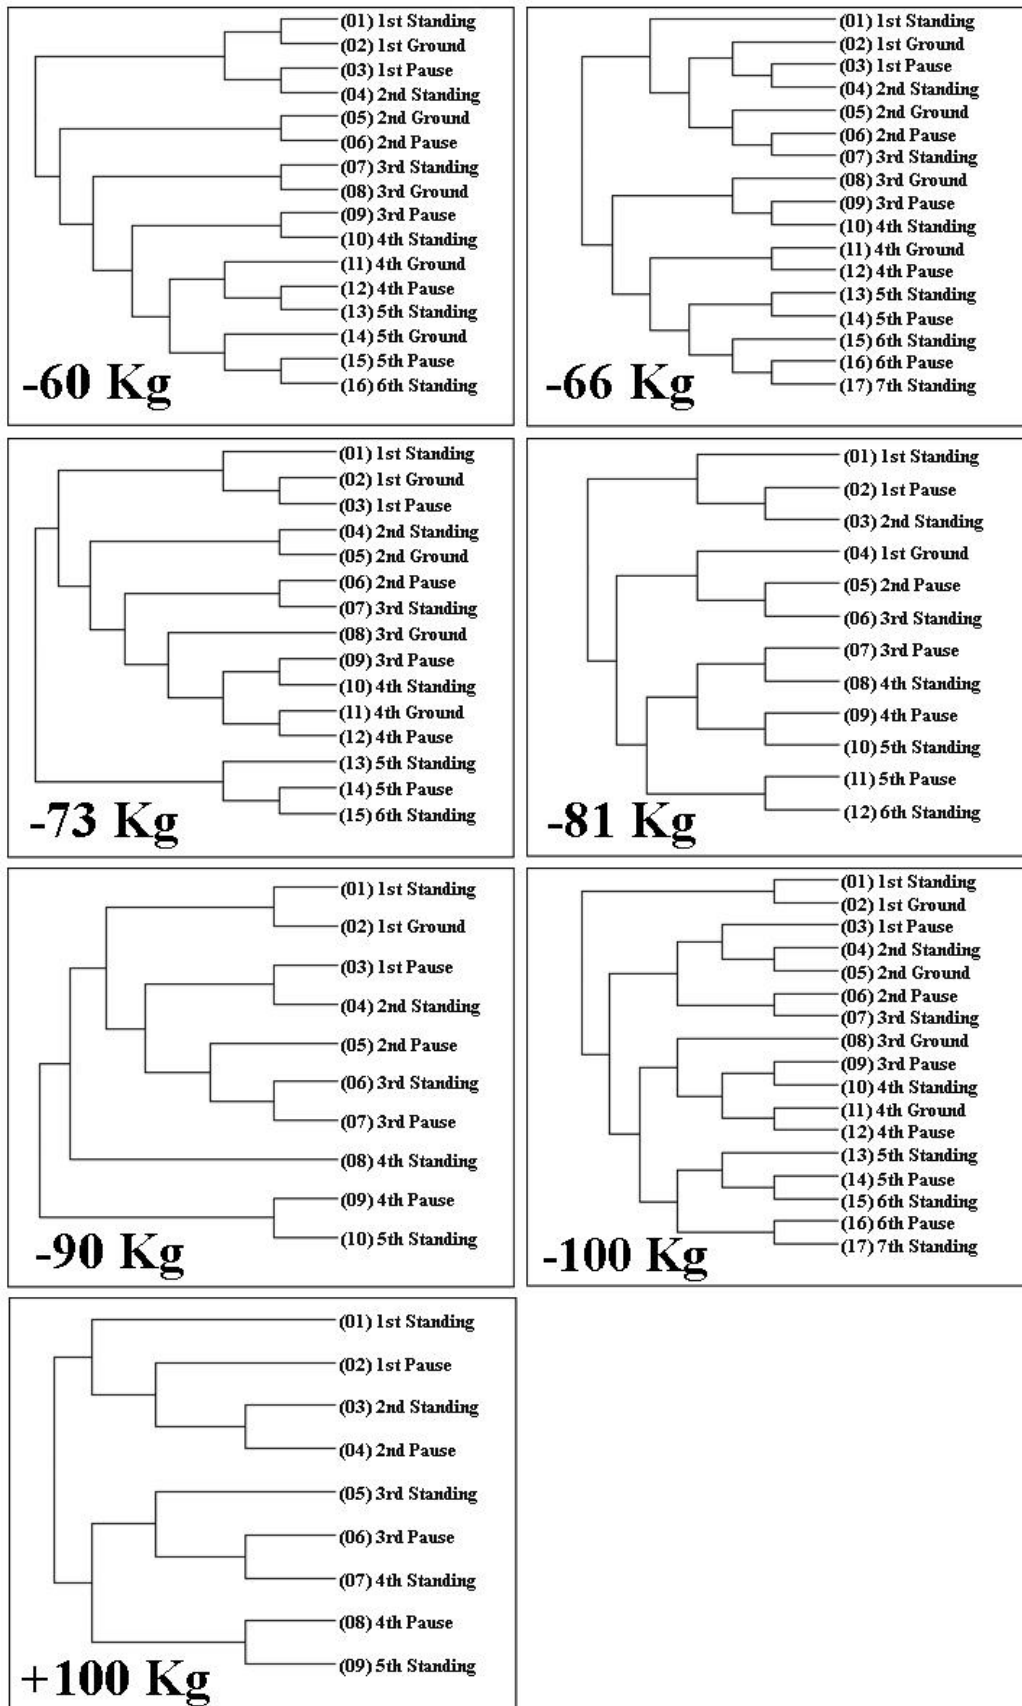 (01) 1st Standing
(02) 1st Ground
(03) 1st Pause
(04) 2nd Standing
(05) 2nd Ground
(06) 2nd Pause
(07) 3rd Standing
(08) 3rd Ground
(09) 3rd Pause
(10) 4th Standing
(11) 4th Ground
(12) 4th Pause
(13) 5th Standing
(14) 5th Ground
(15) 5th Pause
(16) 6th Standing
-60 Kg
(01) 1st Standing
(02) 1st Ground
(03) 1st Pause
(04) 2nd Standing
(05) 2nd Ground
(06) 2nd Pause
(07) 3rd Standing
(08) 3rd Ground
(09) 3rd Pause
(10) 4th Standing
(11) 4th Ground
(12) 4th Pause
(13) 5th Standing
(14) 5th Pause
(15) 6th Standing
(16) 6th Pause
(17) 7th Standing
-66 Kg
(01) 1st Standing
(02) 1st Ground
(03) 1st Pause
(04) 2nd Standing
(05) 2nd Ground
(06) 2nd Pause
(07) 3rd Standing
(08) 3rd Ground
(09) 3rd Pause
(10) 4th Standing
(11) 4th Ground
(12) 4th Pause
(13) 5th Standing
(14) 5th Pause
(15) 6th Standing
-73 Kg
(01) 1st Standing
(02) 1st Pause
(03) 2nd Standing
(04) 1st Ground
(05) 2nd Pause
(06) 3rd Standing
(07) 3rd Pause
(08) 4th Standing
(09) 4th Pause
(10) 5th Standing
(11) 5th Pause
(12) 6th Standing
-81 Kg
(01) 1st Standing
(02) 1st Ground
(03) 1st Pause
(04) 2nd Standing
(05) 2nd Pause
(06) 3rd Standing
(07) 3rd Pause
(08) 4th Standing
(09) 4th Pause
(10) 5th Standing
-90 Kg
(01) 1st Standing
(02) 1st Ground
(03) 1st Pause
(04) 2nd Standing
(05) 2nd Ground
(06) 2nd Pause
(07) 3rd Standing
(08) 3rd Ground
(09) 3rd Pause
(10) 4th Standing
(11) 4th Ground
(12) 4th Pause
(13) 5th Standing
(14) 5th Pause
(15) 6th Standing
(16) 6th Pause
(17) 7th Standing
-100 Kg
(01) 1st Standing
(02) 1st Pause
(03) 2nd Standing
(04) 2nd Pause
(05) 3rd Standing
(06) 3rd Pause
(07) 4th Standing
(08) 4th Pause
(09) 5th Standing
+100 Kg